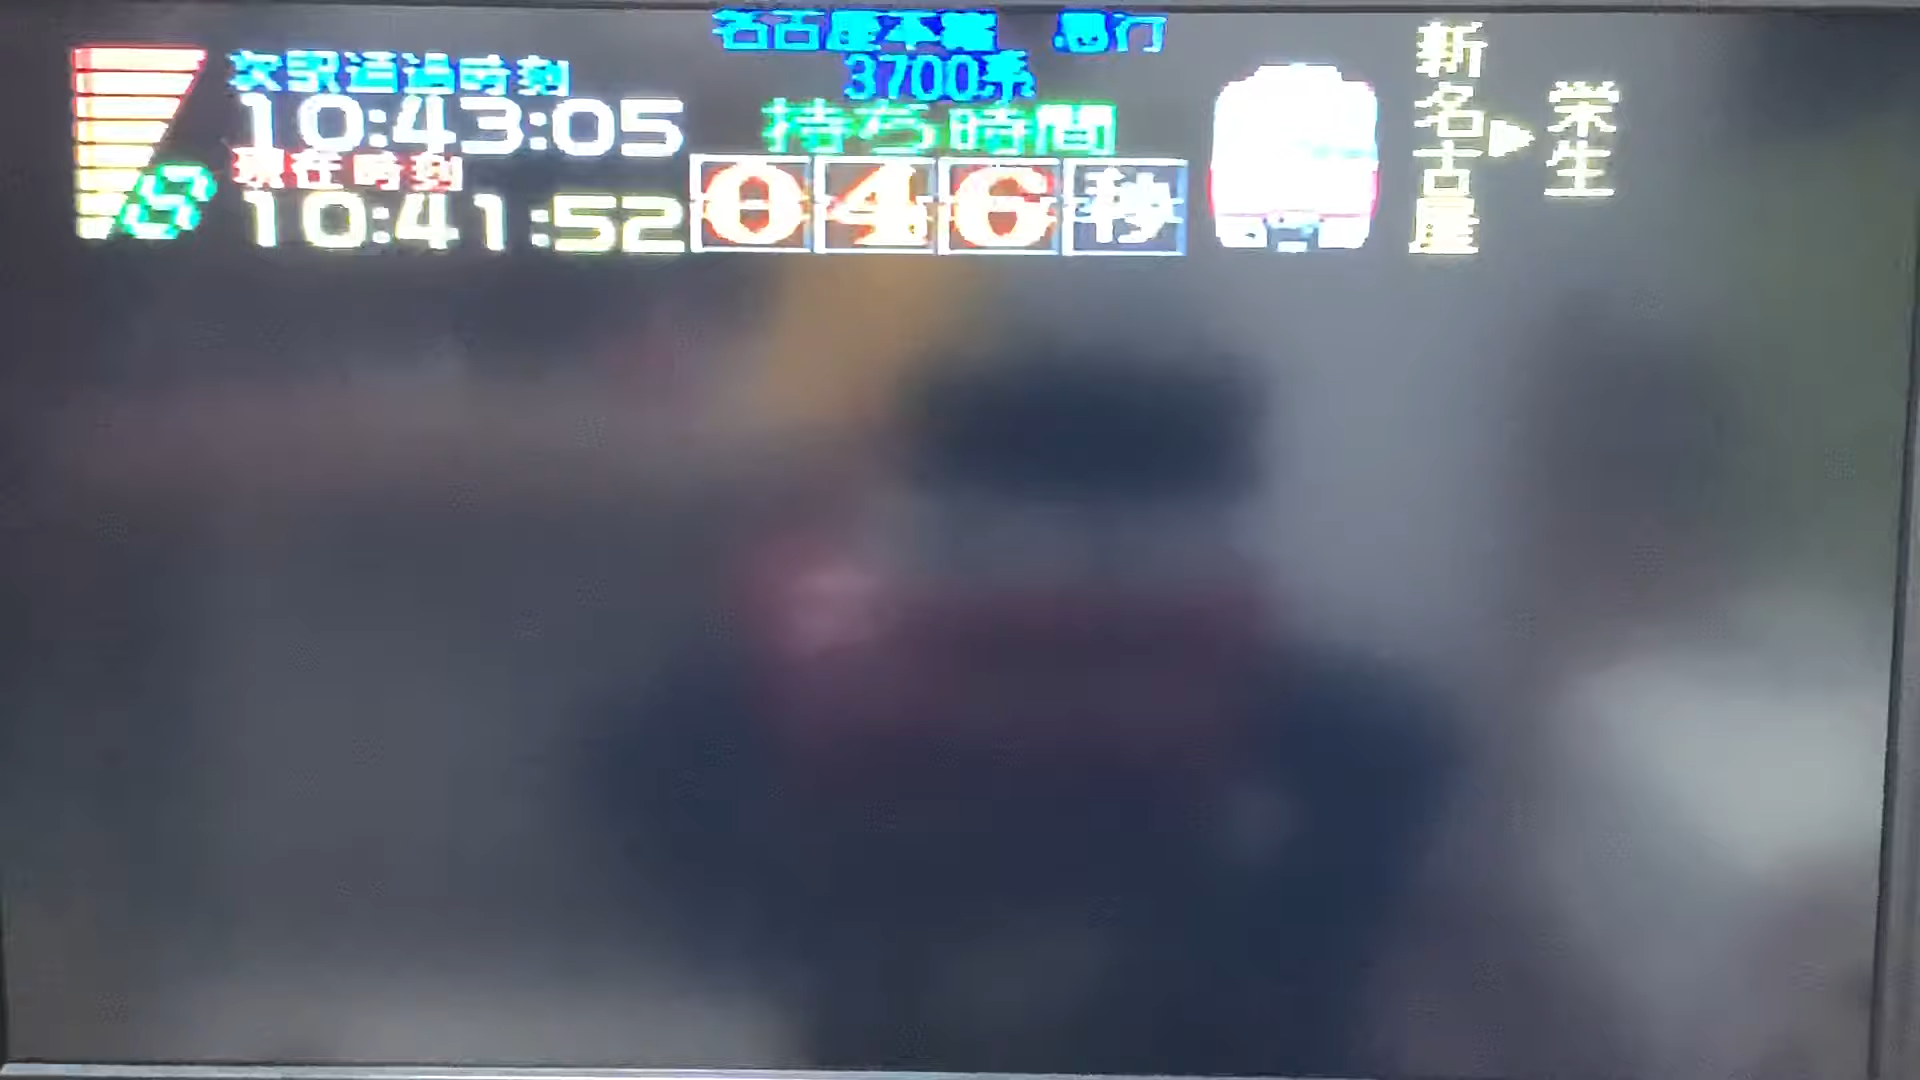 名古屋本線 急行
3700系
次駅通過時刻
10:43:05
現在時刻
10:41:52
持ち時間
046秒
新名古屋▶栄生